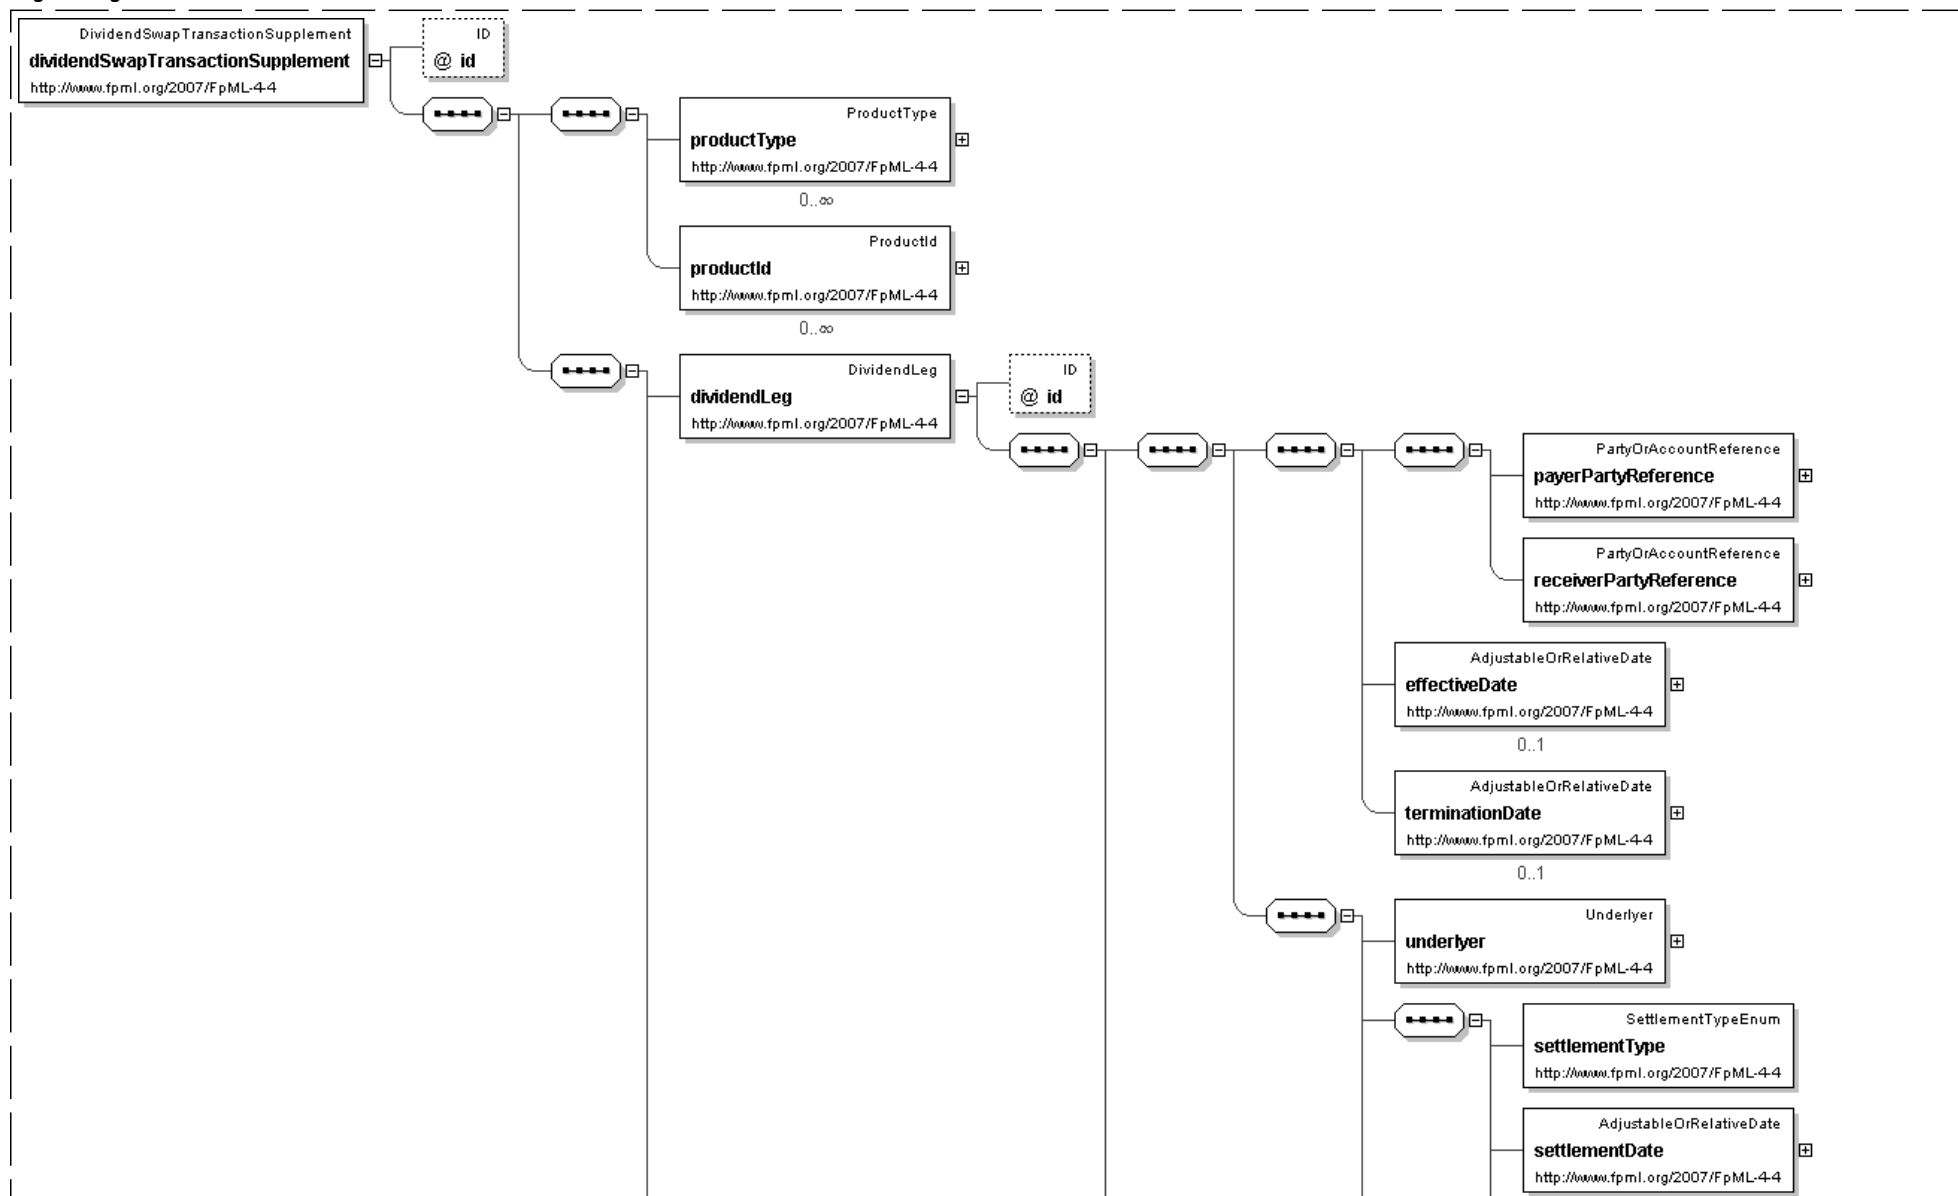 DividendSwapTransactionSupplement
dividendSwapTransactionSupplement
http://www.fpml.org/2007/FpML-4-4
ID
@ id
ProductType
productType
http://www.fpml.org/2007/FpML-4-4
0..∞
ProductId
productId
http://www.fpml.org/2007/FpML-4-4
0..∞
DividendLeg
dividendLeg
http://www.fpml.org/2007/FpML-4-4
ID
@ id
PartyOrAccountReference
payerPartyReference
http://www.fpml.org/2007/FpML-4-4
PartyOrAccountReference
receiverPartyReference
http://www.fpml.org/2007/FpML-4-4
AdjustableOrRelativeDate
effectiveDate
http://www.fpml.org/2007/FpML-4-4
0..1
AdjustableOrRelativeDate
terminationDate
http://www.fpml.org/2007/FpML-4-4
0..1
Underlyer
underlyer
http://www.fpml.org/2007/FpML-4-4
SettlementTypeEnum
settlementType
http://www.fpml.org/2007/FpML-4-4
AdjustableOrRelativeDate
settlementDate
http://www.fpml.org/2007/FpML-4-4